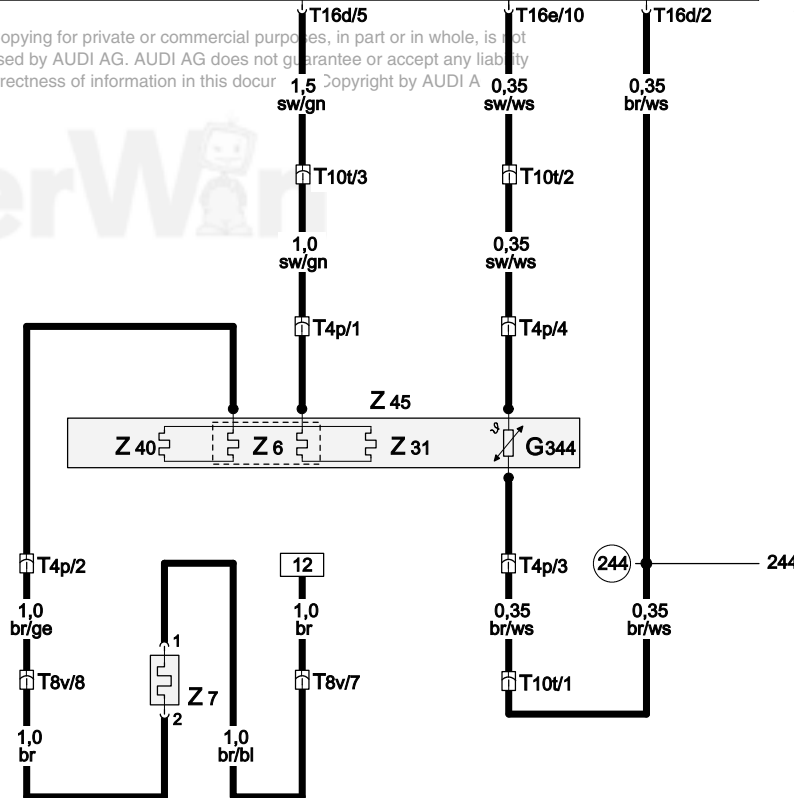 T16d/5 T16e/10 T16d/2
opying for private or commercial purposes, in part or in whole, is not
sed by AUDI AG. AUDI AG does not guarantee or accept any liability
rectness of information in this docur Copyright by AUDI A
1,5 0,35 0,35
sw/gn sw/ws br/ws
erWin
T10t/3 T10t/2
1,0 0,35
sw/gn sw/ws
T4p/1 T4p/4
Z 45
Z 40 Z 6 Z 31 ϑ G344
T4p/2 12 T4p/3 244 244
1,0 1,0 0,35 0,35
br/ge br br/ws br/ws
1
T8v/8 T8v/7 T10t/1
Z 7
2
1,0 1,0
br br/bl